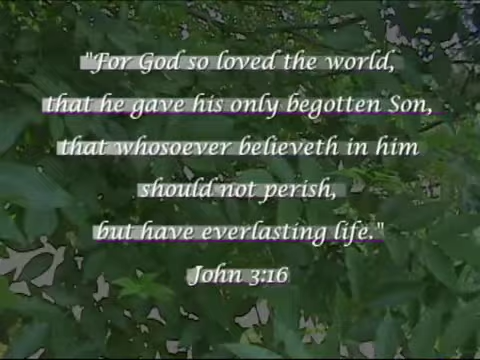 "For God so loved the world,
that he gave his only begotten Son,
that whosoever believeth in him
should not perish,
but have everlasting life."
John 3:16